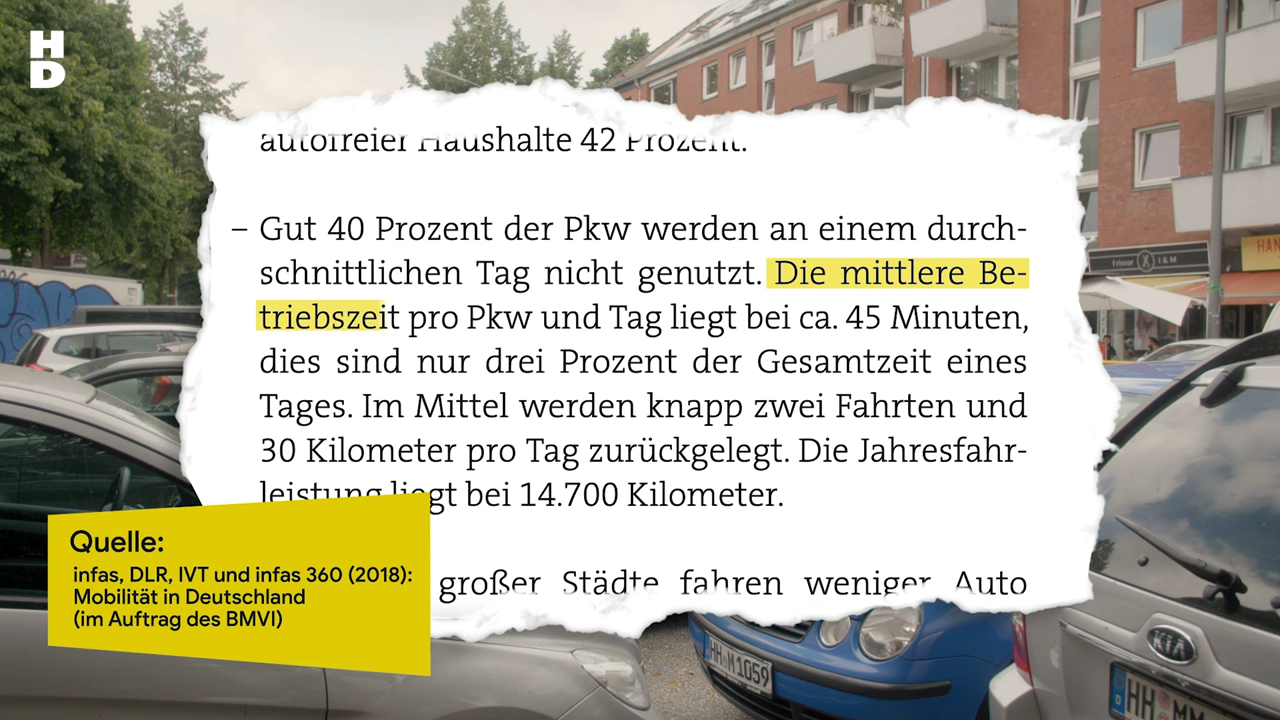 H
D
autofreier Haushalte 42 Prozent.
– Gut 40 Prozent der Pkw werden an einem durch-
schnittlichen Tag nicht genutzt. Die mittlere Be-
triebszeit pro Pkw und Tag liegt bei ca. 45 Minuten,
dies sind nur drei Prozent der Gesamtzeit eines
Tages. Im Mittel werden knapp zwei Fahrten und
30 Kilometer pro Tag zurückgelegt. Die Jahresfahr-
leistung liegt bei 14.700 Kilometer.
großer Städte fahren weniger Auto
Quelle:
infas, DLR, IVT und infas 360 (2018):
Mobilität in Deutschland
(im Auftrag des BMVI)
Friseur X I & M
HAN
KIA
HH M 1059
HH